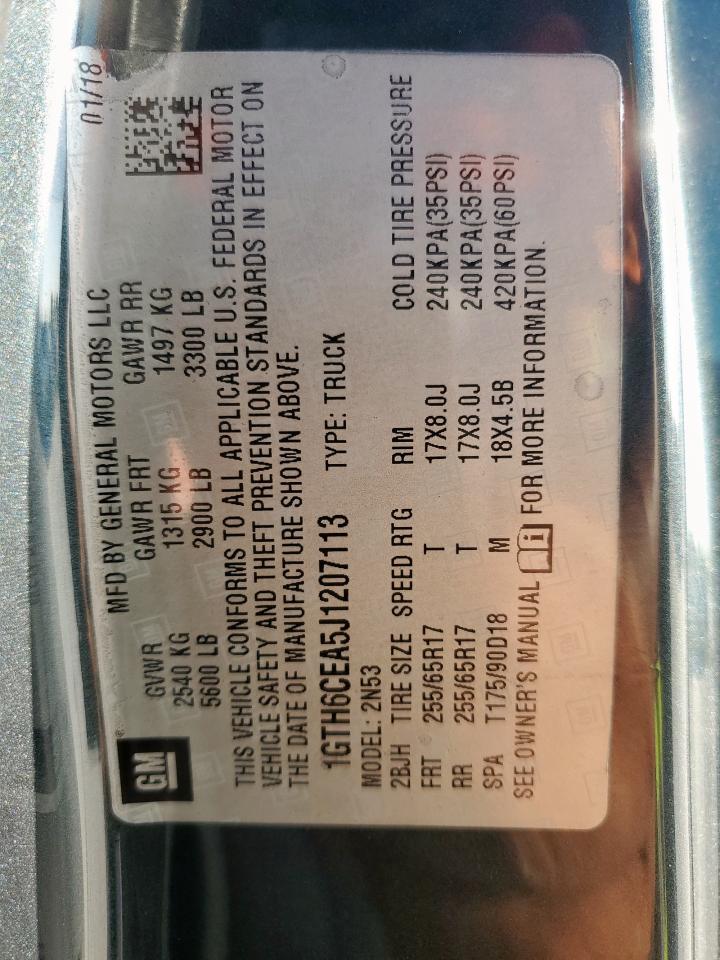 01/18
MFD BY GENERAL MOTORS LLC
GM
GVWR GAWR FRT GAWR RR
2540 KG 1315 KG 1497 KG
5600 LB 2900 LB 3300 LB
THIS VEHICLE CONFORMS TO ALL APPLICABLE U.S. FEDERAL MOTOR
VEHICLE SAFETY AND THEFT PREVENTION STANDARDS IN EFFECT ON
THE DATE OF MANUFACTURE SHOWN ABOVE.
1GTH6CEA5J1207113 TYPE: TRUCK
MODEL: 2N53
2BJH TIRE SIZE SPEED RTG RIM COLD TIRE PRESSURE
FRT 255/65R17 T 17X8.0J 240KPA(35PSI)
RR 255/65R17 T 17X8.0J 240KPA(35PSI)
SPA T175/90D18 M 18X4.5B 420KPA(60PSI)
SEE OWNER'S MANUAL i FOR MORE INFORMATION.